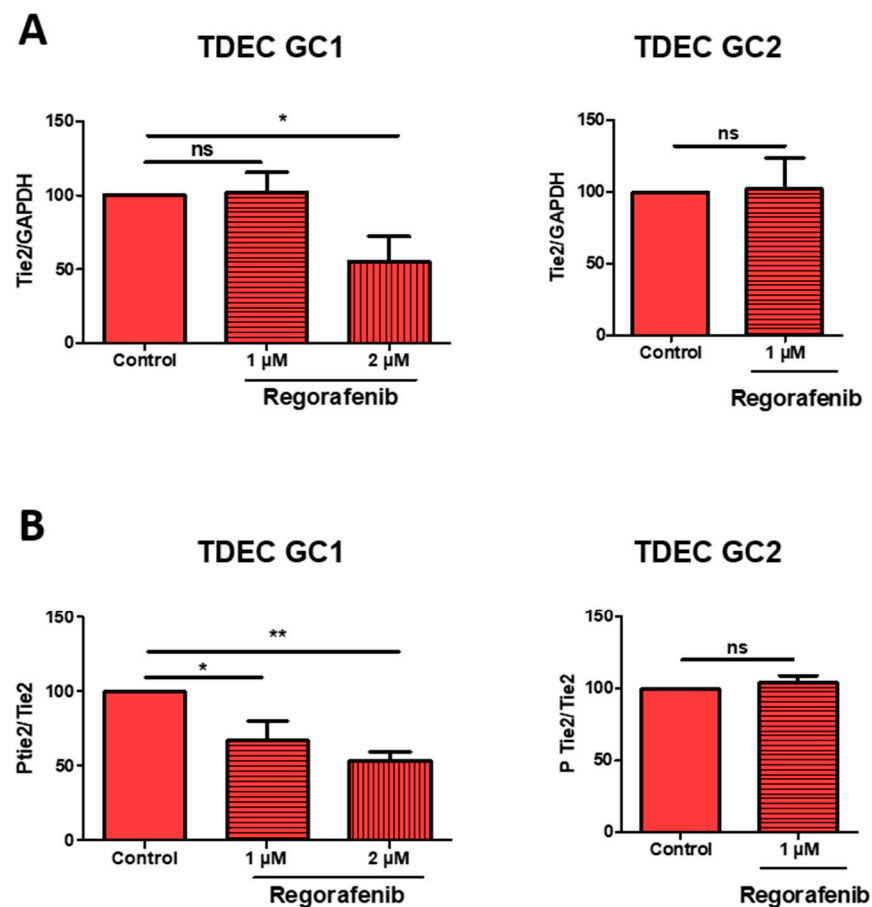 A
TDEC GC1
TDEC GC2
Tie2/GAPDH
150
100
50
0
*
ns
Control
1 µM
2 µM
Regorafenib
Tie2/GAPDH
150
100
50
0
ns
Control
1 µM
Regorafenib
B
TDEC GC1
TDEC GC2
Ptie2/Tie2
150
100
50
0
**
*
Control
1 µM
2 µM
Regorafenib
P Tie2/Tie2
150
100
50
0
ns
Control
1 µM
Regorafenib